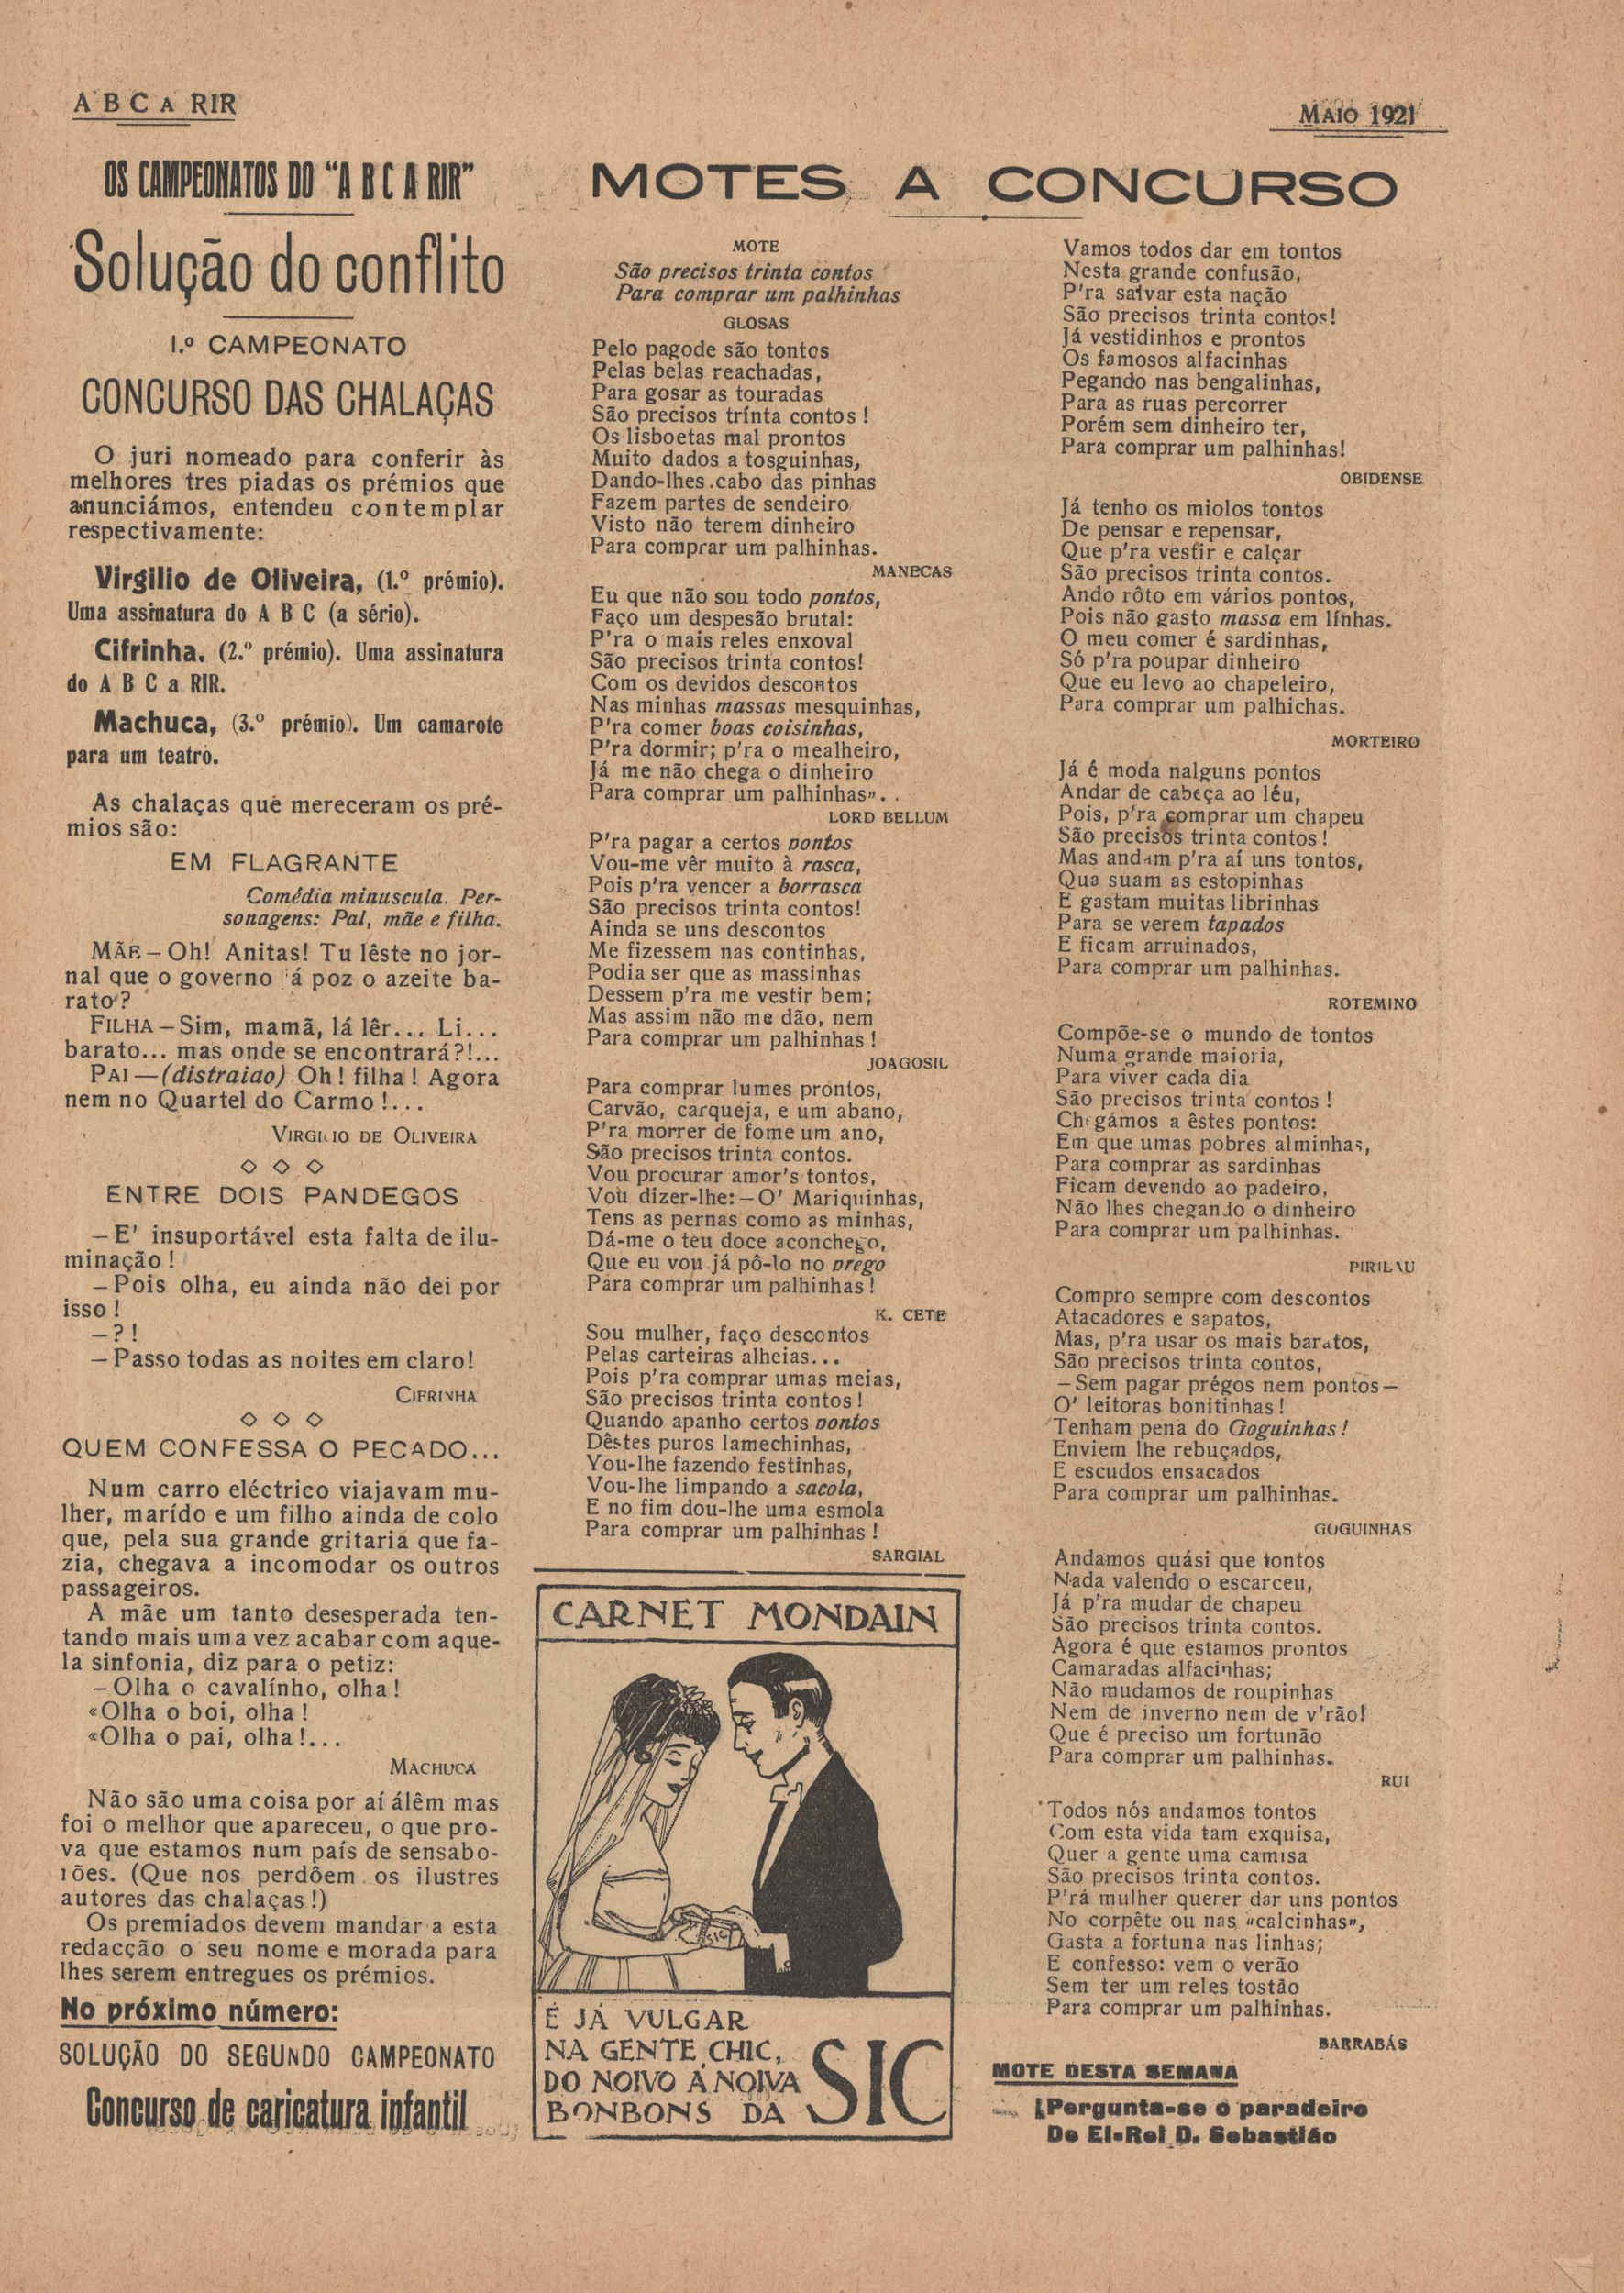 A B C A RIR
MAIO 1921
OS CAMPEONATOS DO "A B C A RIR"
Solução do conflito
1.º CAMPEONATO
CONCURSO DAS CHALAÇAS
O juri nomeado para conferir às
melhores tres piadas os prémios que
anunciámos, entendeu contemplar
respectivamente:
Virgilio de Oliveira, (1.º prémio).
Uma assinatura do A B C (a sério).
Cifrinha. (2.º prémio). Uma assinatura
do A B C a RIR.
Machuca, (3.º prémio). Um camarote
para um teatro.
As chalaças que mereceram os pré-
mios são:
EM FLAGRANTE
Comédia minuscula. Per-
sonagens: Pal, mãe e filha.
MÃE — Oh! Anitas! Tu lêste no jor-
nal que o governo á poz o azeite ba-
rato?
FILHA — Sim, mamã, lá lêr... Li...
barato... mas onde se encontrará?!...
PAI — (distraiao) Oh! filha! Agora
nem no Quartel do Carmo!...
VIRGILIO DE OLIVEIRA
◇ ◇ ◇
ENTRE DOIS PANDEGOS
— E' insuportável esta falta de ilu-
minação!
— Pois olha, eu ainda não dei por
isso!
— ?!
— Passo todas as noites em claro!
CIFRINHA
◇ ◇ ◇
QUEM CONFESSA O PECADO...
Num carro eléctrico viajavam mu-
lher, marído e um filho ainda de colo
que, pela sua grande gritaria que fa-
zia, chegava a incomodar os outros
passageiros.
A mãe um tanto desesperada ten-
tando mais uma vez acabar com aque-
la sinfonia, diz para o petiz:
— Olha o cavalínho, olha!
«Olha o boi, olha!
«Olha o pai, olha!...
MACHUCA
Não são uma coisa por aí álêm mas
foi o melhor que apareceu, o que pro-
va que estamos num país de sensabo-
rões. (Que nos perdôem os ilustres
autores das chalaças!)
Os premiados devem mandar a esta
redacção o seu nome e morada para
lhes serem entregues os prémios.
No próximo número:
SOLUÇÃO DO SEGUNDO CAMPEONATO
Concurso de caricatura infantil
MOTES A CONCURSO
MOTE
São precisos trinta contos
Para comprar um palhinhas
GLOSAS
Pelo pagode são tontos
Pelas belas reachadas,
Para gosar as touradas
São precisos trínta contos!
Os lisboetas mal prontos
Muito dados a tosguinhas,
Dando-lhes cabo das pinhas
Fazem partes de sendeiro
Visto não terem dinheiro
Para comprar um palhinhas.
MANECAS
Eu que não sou todo pontos,
Faço um despesão brutal:
P'ra o mais reles enxoval
São precisos trinta contos!
Com os devidos descontos
Nas minhas massas mesquinhas,
P'ra comer boas coisinhas,
P'ra dormir; p'ra o mealheiro,
Já me não chega o dinheiro
Para comprar um palhinhas»..
LORD BELLUM
P'ra pagar a certos pontos
Vou-me vêr muito à rasca,
Pois p'ra vencer a borrasca
São precisos trinta contos!
Ainda se uns descontos
Me fizessem nas continhas,
Podia ser que as massinhas
Dessem p'ra me vestir bem;
Mas assim não me dão, nem
Para comprar um palhinhas!
JOAGOSIL
Para comprar lumes prontos,
Carvão, carqueja, e um abano,
P'ra morrer de fome um ano,
São precisos trinta contos.
Vou procurar amor's tontos,
Vou dizer-lhe: — O' Mariquinhas,
Tens as pernas como as minhas,
Dá-me o teu doce aconchego,
Que eu vou já pô-lo no prego
Para comprar um palhinhas!
K. CETE
Sou mulher, faço descontos
Pelas carteiras alheias...
Pois p'ra comprar umas meias,
São precisos trinta contos!
Quando apanho certos pontos
Dêstes puros lamechinhas,
Vou-lhe fazendo festinhas,
Vou-lhe limpando a sacola,
E no fim dou-lhe uma esmola
Para comprar um palhinhas!
SARGIAL
CARNET MONDAIN
É JÁ VULGAR
NA GENTE CHIC,
DO NOIVO À NOIVA
BONBONS DA SIC
Vamos todos dar em tontos
Nesta grande confusão,
P'ra salvar esta nação
São precisos trinta contos!
Já vestidinhos e prontos
Os famosos alfacinhas
Pegando nas bengalinhas,
Para as ruas percorrer
Porém sem dinheiro ter,
Para comprar um palhinhas!
OBIDENSE
Já tenho os miolos tontos
De pensar e repensar,
Que p'ra vestir e calçar
São precisos trinta contos.
Ando rôto em vários pontos,
Pois não gasto massa em línhas.
O meu comer é sardinhas,
Só p'ra poupar dinheiro
Que eu levo ao chapeleiro,
Para comprar um palhichas.
MORTEIRO
Já é moda nalguns pontos
Andar de cabeça ao léu,
Pois, p'ra comprar um chapeu
São precisos trinta contos!
Mas andam p'ra aí uns tontos,
Qua suam as estopinhas
E gastam muitas librinhas
Para se verem tapados
E ficam arruinados,
Para comprar um palhinhas.
ROTEMINO
Compõe-se o mundo de tontos
Numa grande maioria,
Para viver cada dia
São precisos trinta contos!
Chegámos a êstes pontos:
Em que umas pobres alminhas,
Para comprar as sardinhas
Ficam devendo ao padeiro,
Não lhes chegando o dinheiro
Para comprar um palhinhas.
PIRILAU
Compro sempre com descontos
Atacadores e sapatos,
Mas, p'ra usar os mais baratos,
São precisos trinta contos,
— Sem pagar prégos nem pontos —
O' leitoras bonitinhas!
Tenham pena do Goguinhas!
Enviem lhe rebuçados,
E escudos ensacados
Para comprar um palhinhas.
GOGUINHAS
Andamos quási que tontos
Nada valendo o escarceu,
Já p'ra mudar de chapeu
São precisos trinta contos.
Agora é que estamos prontos
Camaradas alfacinhas;
Não mudamos de roupinhas
Nem de inverno nem de v'rão!
Que é preciso um fortunão
Para comprar um palhinhas.
RUI
Todos nós andamos tontos
Com esta vida tam exquisa,
Quer a gente uma camisa
São precisos trinta contos.
P'rá mulher querer dar uns pontos
No corpête ou nas «calcinhas»,
Gasta a fortuna nas linhas;
E confesso: vem o verão
Sem ter um reles tostão
Para comprar um palhinhas.
BARRABÁS
MOTE DESTA SEMANA
¿Pergunta-se o paradeiro
De El-Rei D. Sebastião